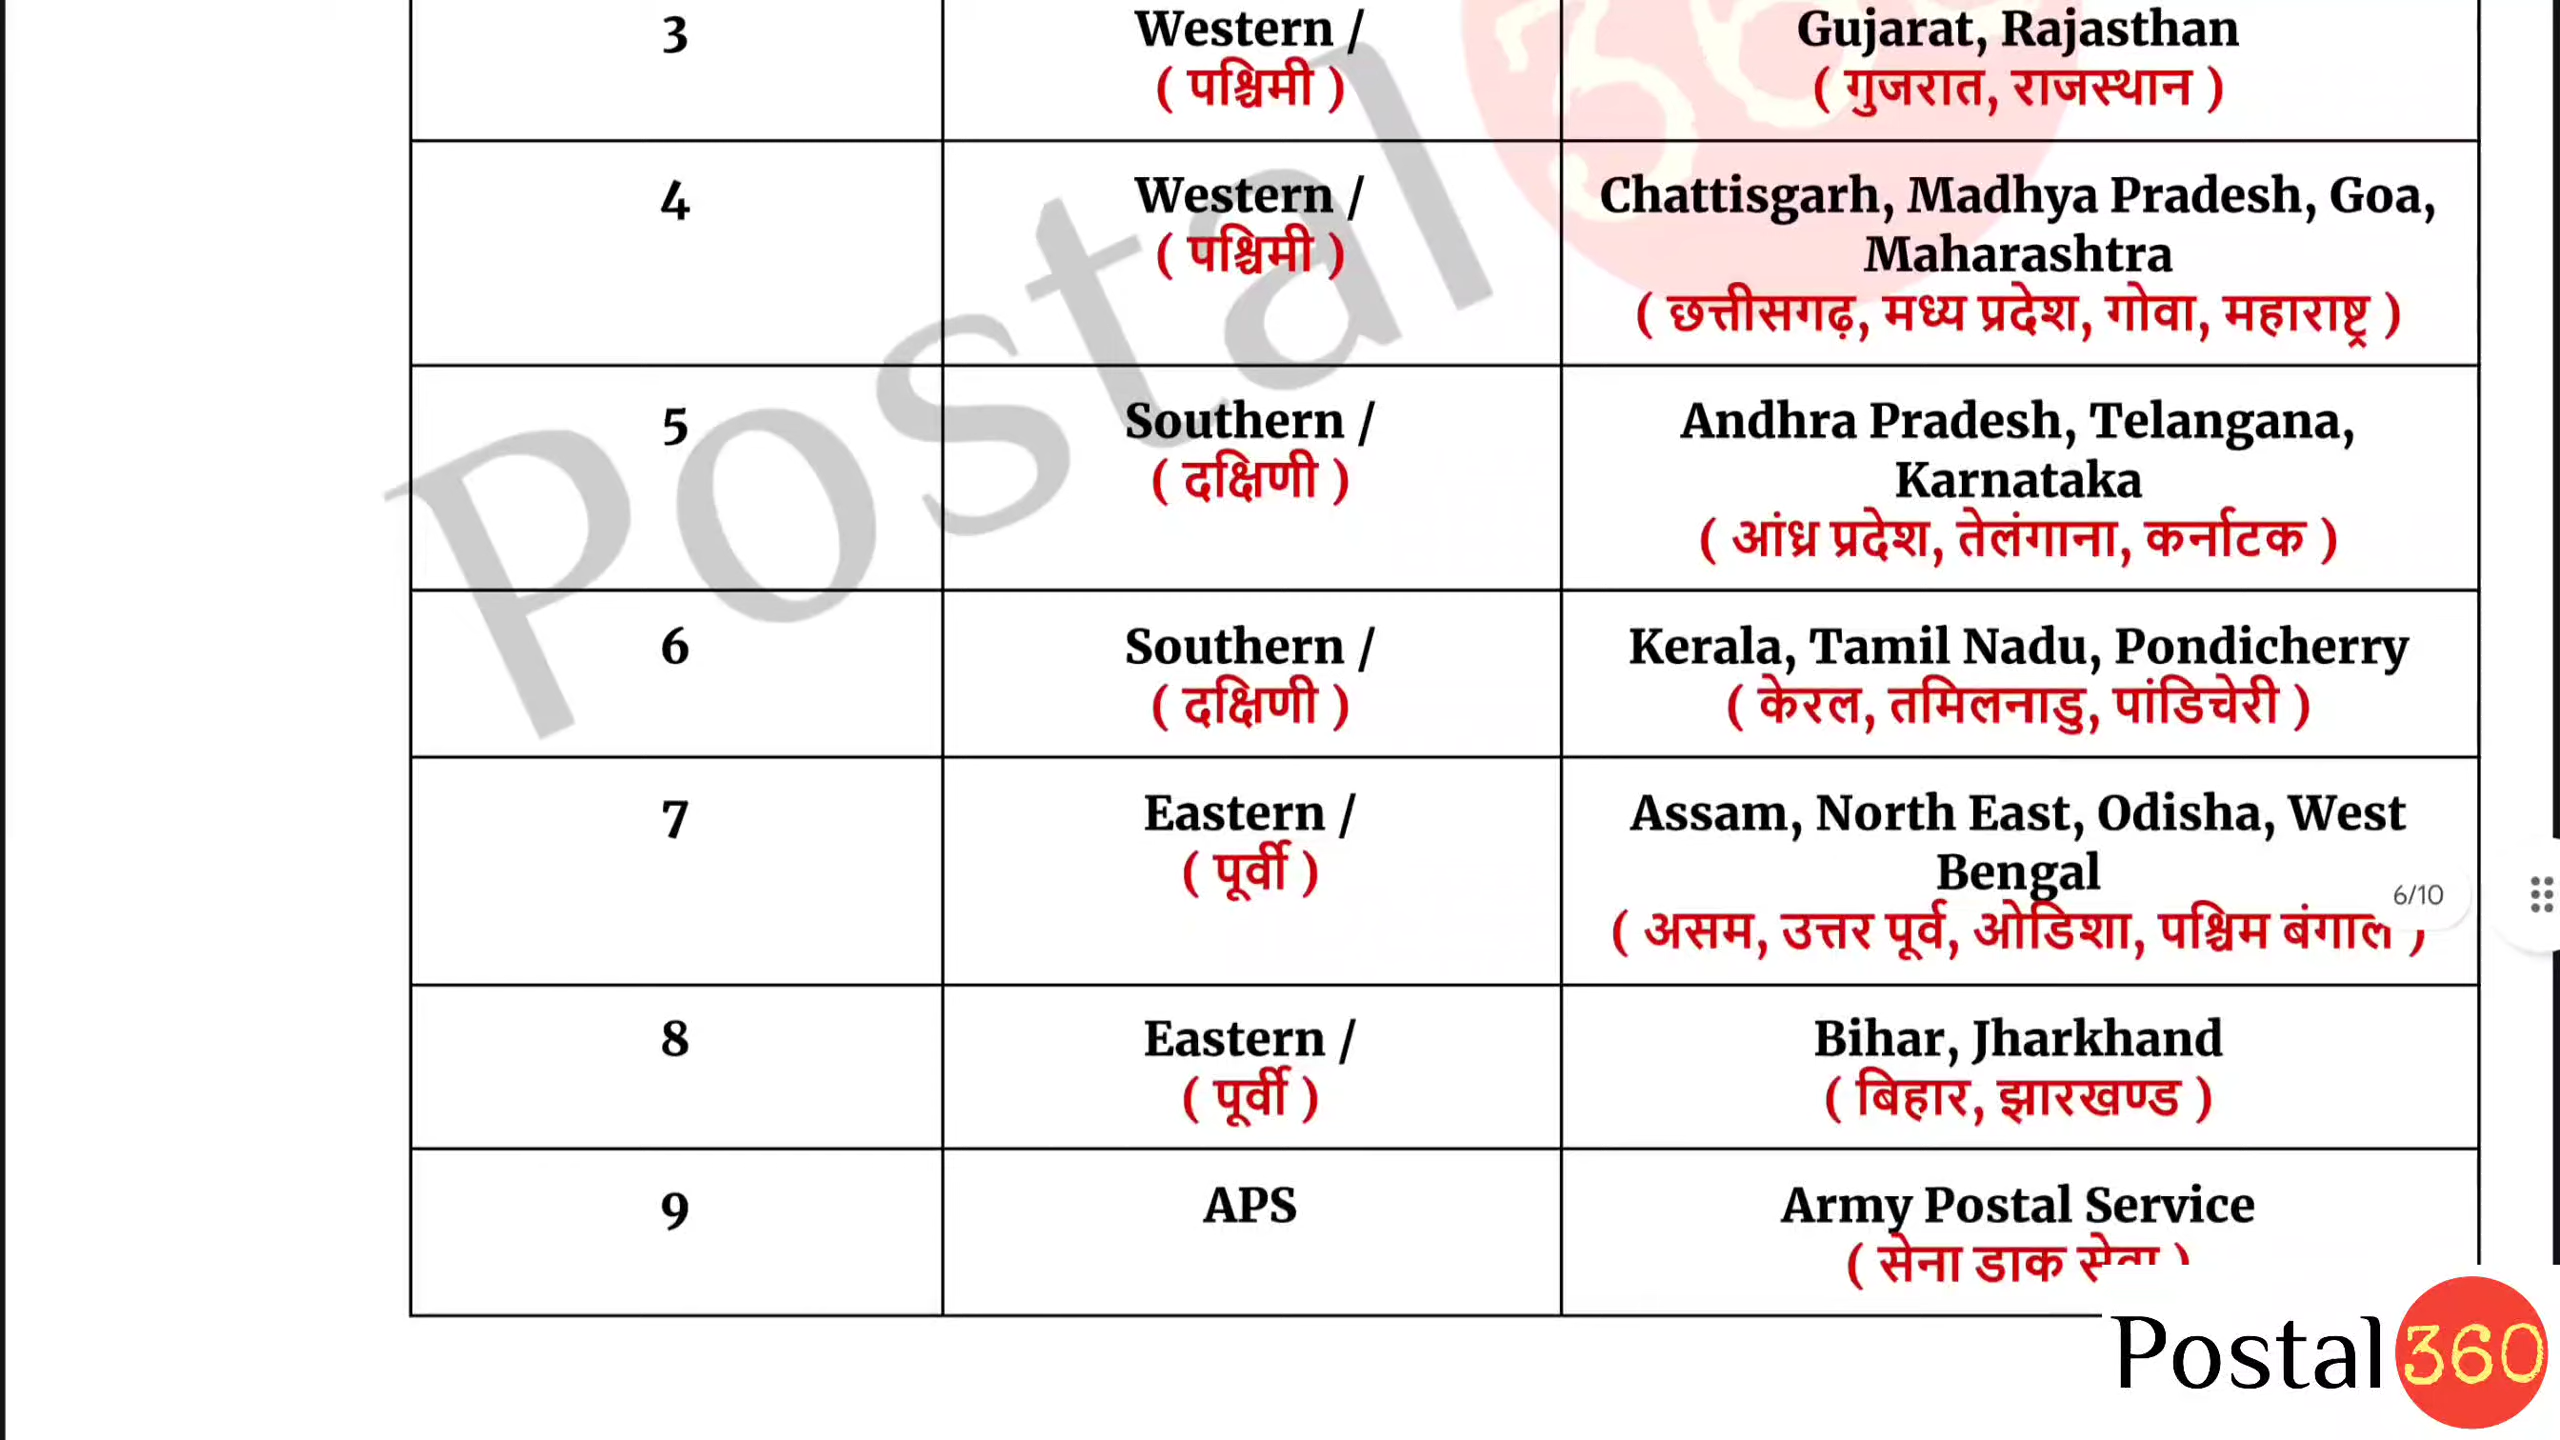 3
Western /
( पश्चिमी )
Gujarat, Rajasthan
( गुजरात, राजस्थान )
4
Western /
( पश्चिमी )
Chattisgarh, Madhya Pradesh, Goa,
Maharashtra
( छत्तीसगढ़, मध्य प्रदेश, गोवा, महाराष्ट्र )
5
Southern /
( दक्षिणी )
Andhra Pradesh, Telangana,
Karnataka
( आंध्र प्रदेश, तेलंगाना, कर्नाटक )
6
Southern /
( दक्षिणी )
Kerala, Tamil Nadu, Pondicherry
( केरल, तमिलनाडु, पांडिचेरी )
7
Eastern /
( पूर्वी )
Assam, North East, Odisha, West
Bengal
( असम, उत्तर पूर्व, ओडिशा, पश्चिम बंगाल )
6/10
8
Eastern /
( पूर्वी )
Bihar, Jharkhand
( बिहार, झारखण्ड )
9
APS
Army Postal Service
( सेना डाक सेवा )
Postal 360
Postal 360